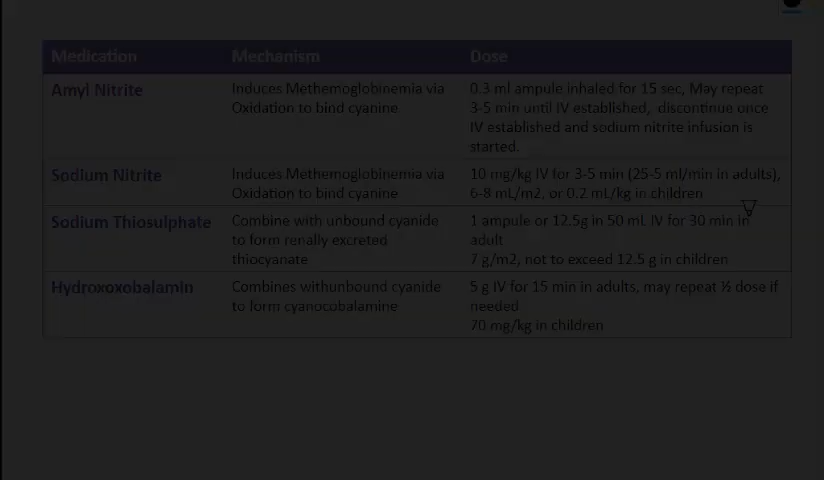 Medication Mechanism Dose
Amyl Nitrite
Induces Methemoglobinemia via
Oxidation to bind cyanine
0.3 ml ampule inhaled for 15 sec, May repeat
3-5 min until IV established, discontinue once
IV established and sodium nitrite infusion is
started.
Sodium Nitrite
Induces Methemoglobinemia via
Oxidation to bind cyanine
10 mg/kg IV for 3-5 min (25-5 ml/min in adults),
6-8 mL/m2, or 0.2 mL/kg in children
Sodium Thiosulphate
Combine with unbound cyanide
to form renally excreted
thiocyanate
1 ampule or 12.5g in 50 mL IV for 30 min in
adult
7 g/m2, not to exceed 12.5 g in children
Hydroxoxobalamin
Combines withunbound cyanide
to form cyanocobalamine
5 g IV for 15 min in adults, may repeat ½ dose if
needed
70 mg/kg in children